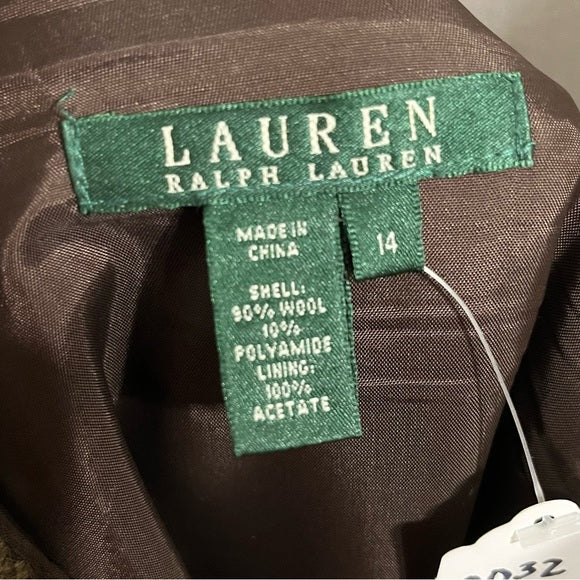 LAUREN
RALPH LAUREN
MADE IN
CHINA
14
SHELL:
90% WOOL
10%
POLYAMIDE
LINING:
100%
ACETATE